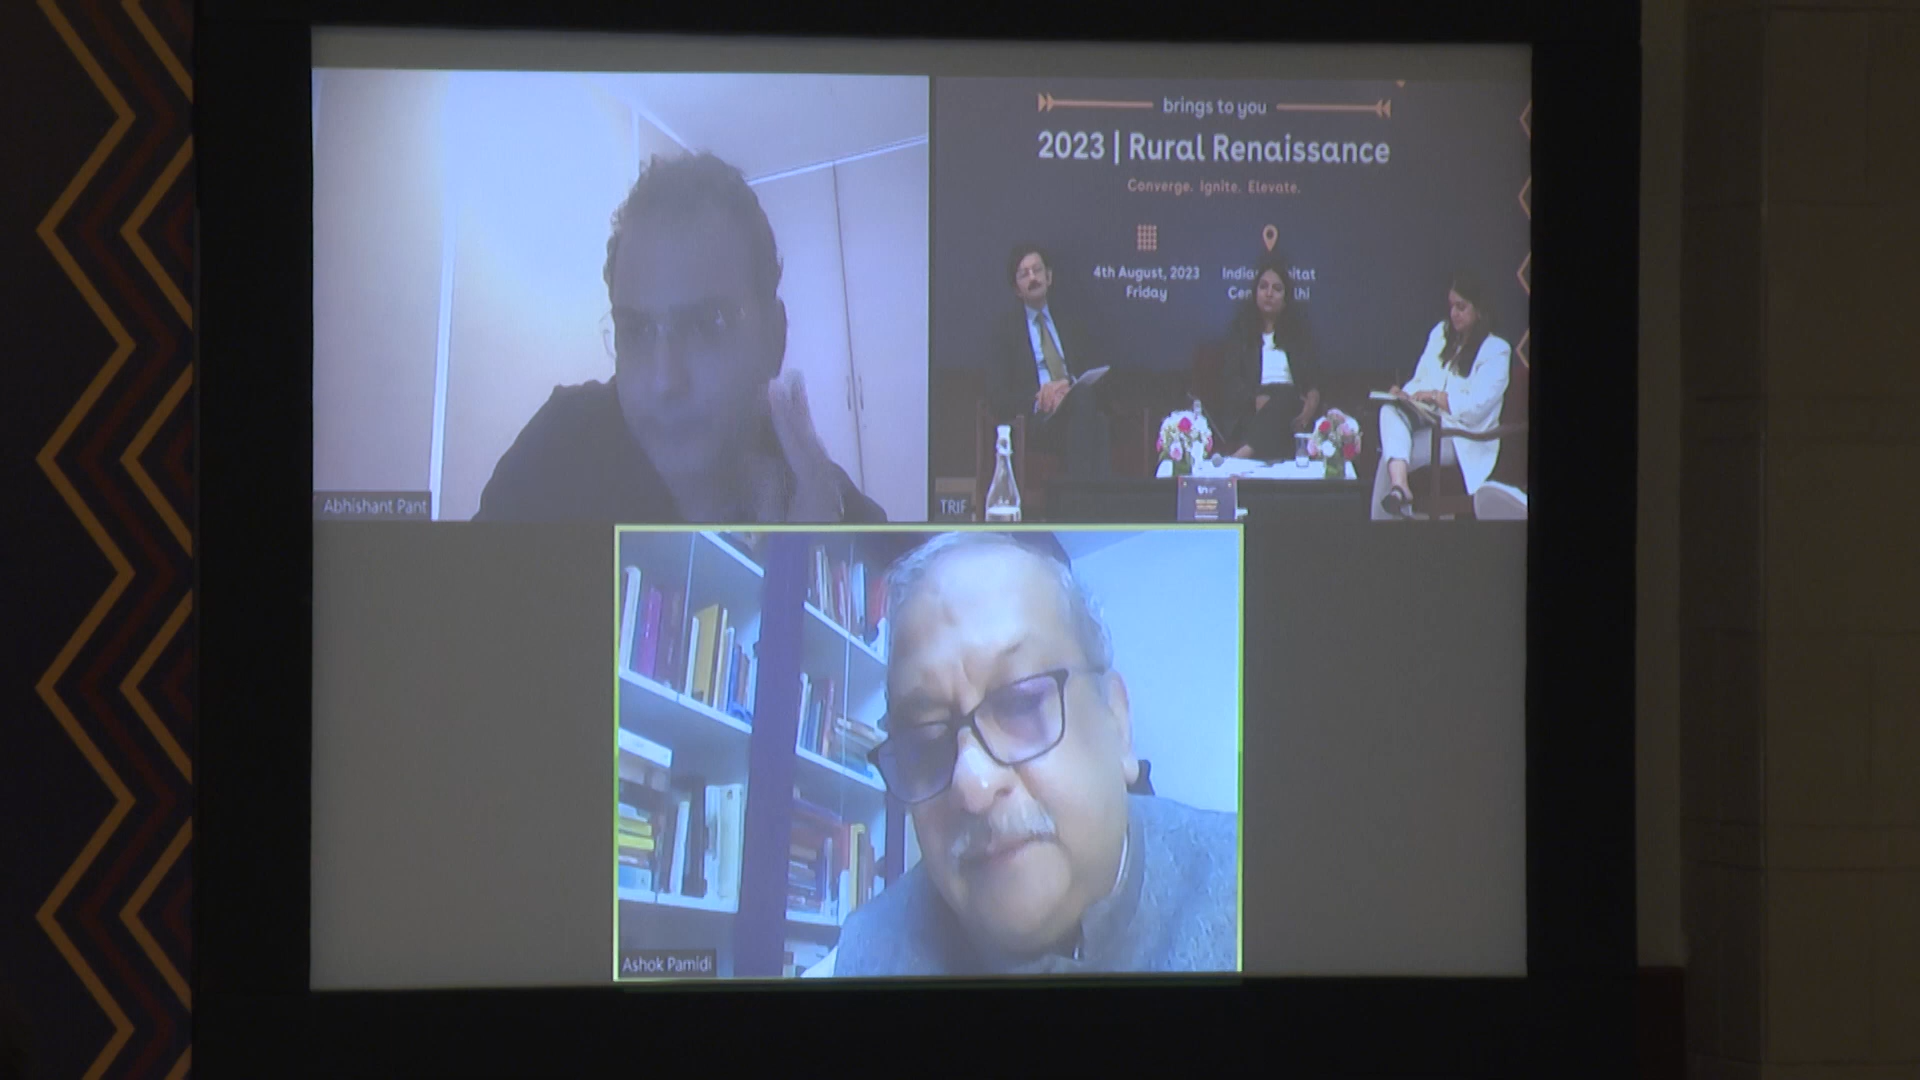 brings to you
2023 | Rural Renaissance
Converge. Ignite. Elevate.
4th August, 2023
Friday
Abhishant Pant
TRIF
Ashok Pamidi